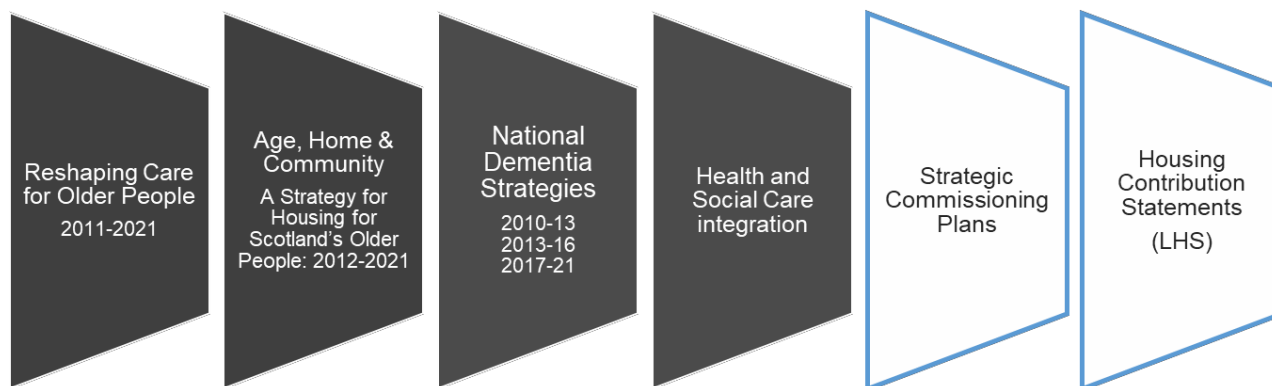 Reshaping Care
for Older People
2011-2021
Age, Home &
Community
A Strategy for
Housing for
Scotland's Older
People: 2012-2021
National
Dementia
Strategies
2010-13
2013-16
2017-21
Health and
Social Care
integration
Strategic
Commissioning
Plans
Housing
Contribution
Statements
(LHS)